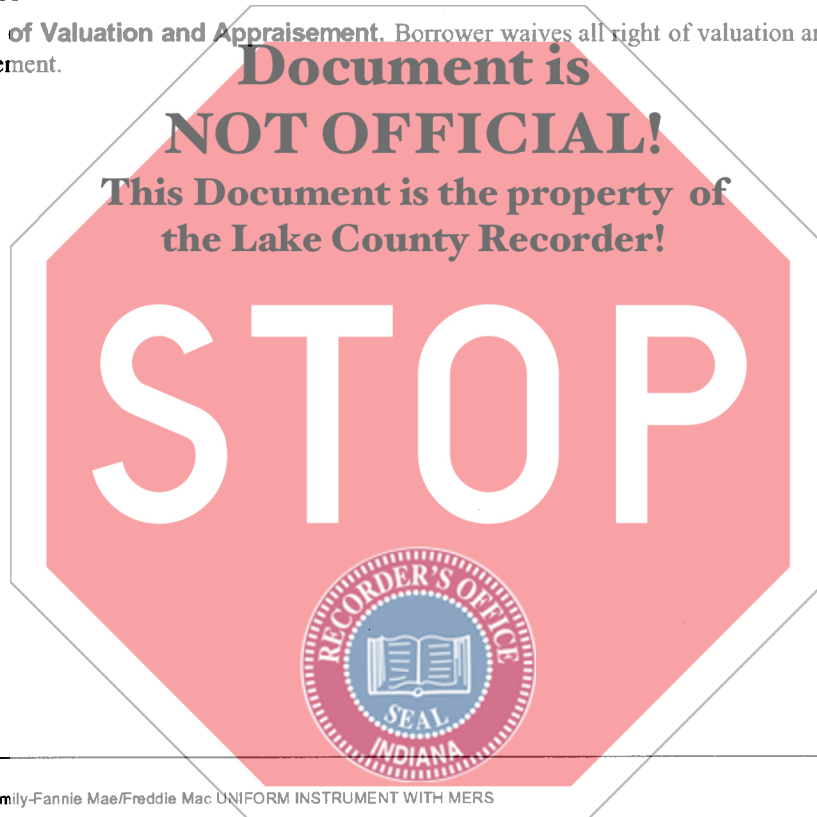 of Valuation and Appraisement. Borrower waives all right of valuation
ment.
Document is
NOT OFFICIAL!
This Document is the property of
the Lake County Recorder!
STOP
RECORDER'S OFFICE
SEAL
INDIANA
mily-Fannie Mae/Freddie Mac UNIFORM INSTRUMENT WITH MERS